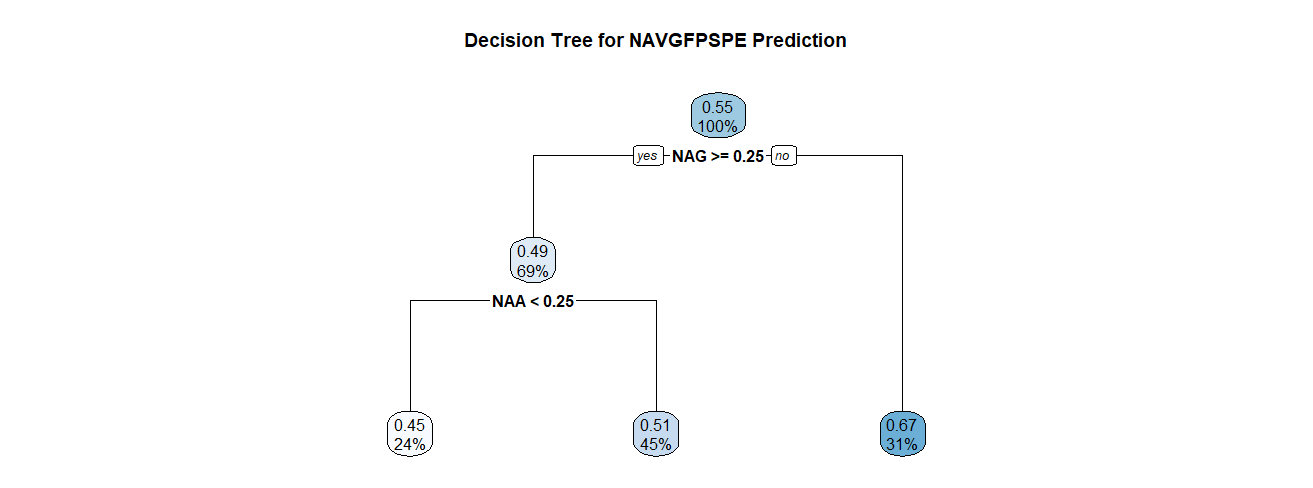 Decision Tree for NAVGFPSPE Prediction
0.55
100%
yes NAG >= 0.25 no
0.49
69%
NAA < 0.25
0.45 0.51 0.67
24% 45% 31%